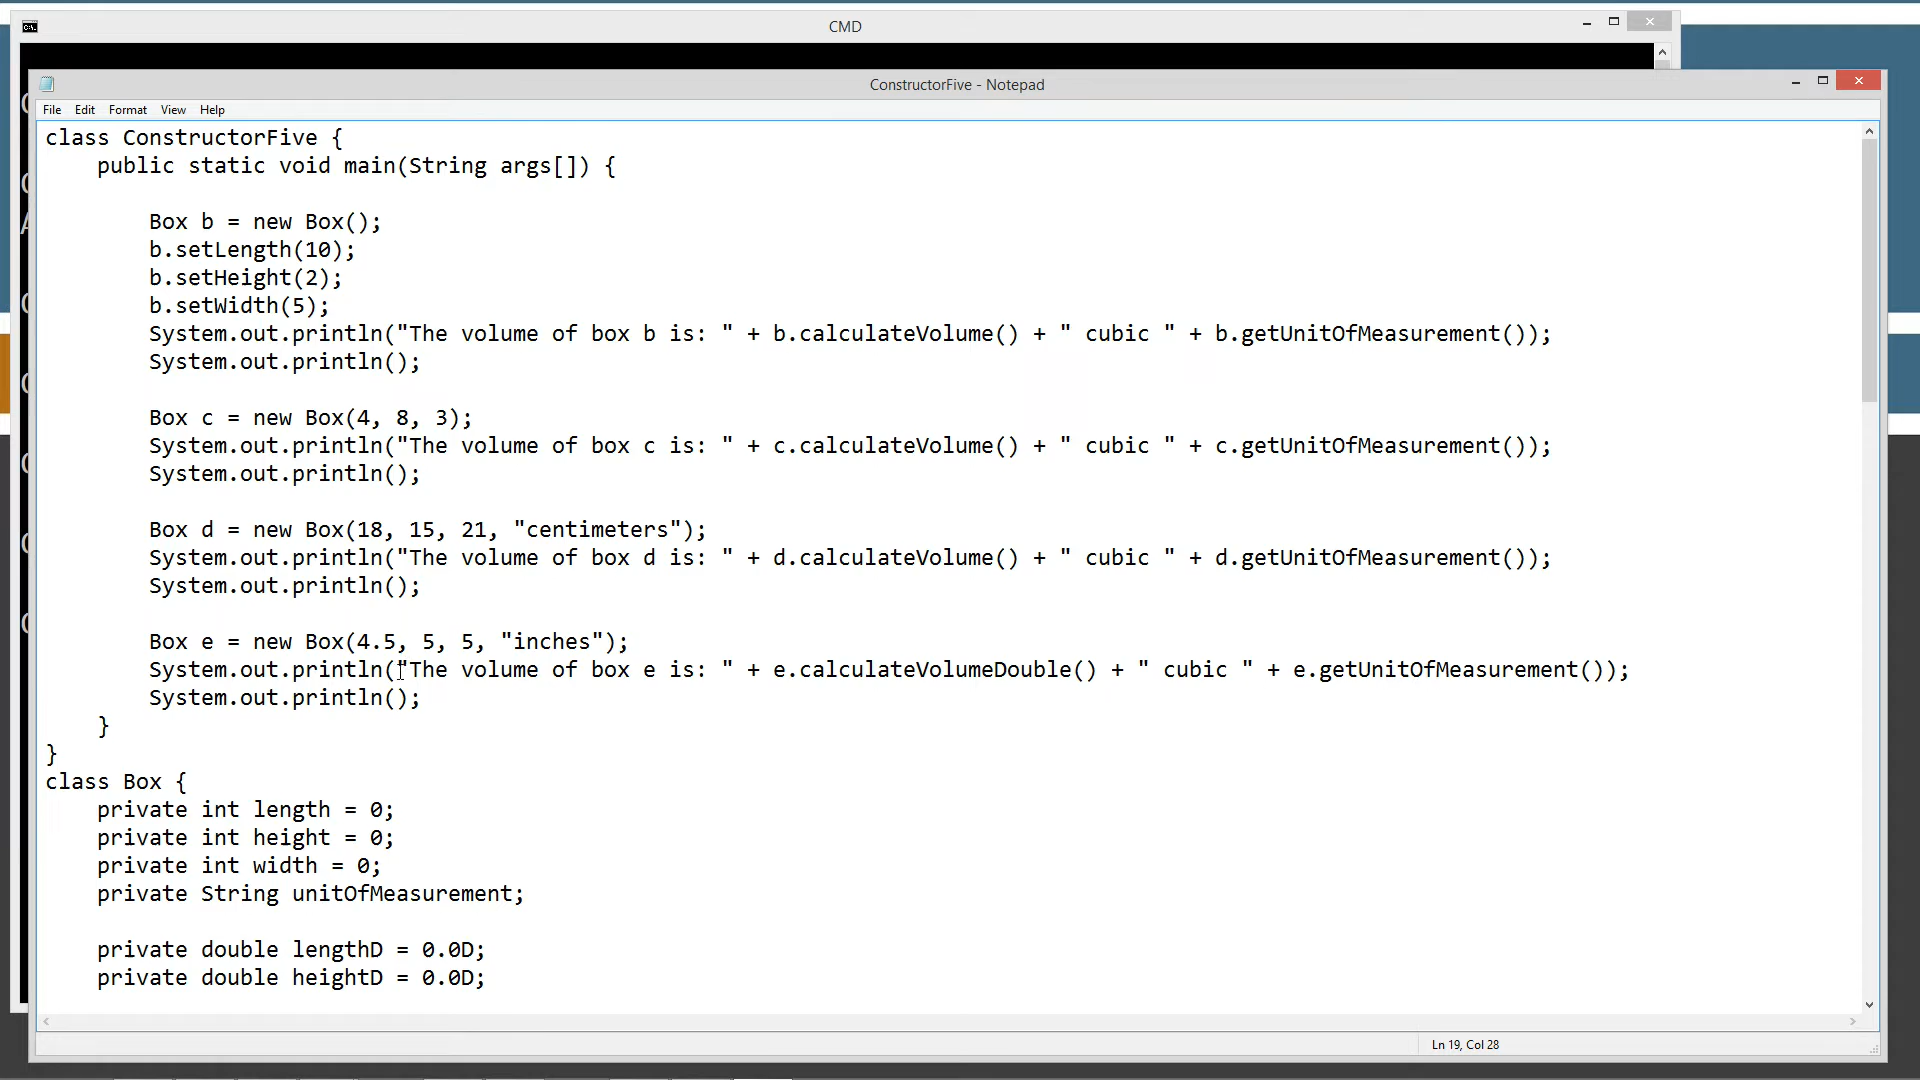 CMD
ConstructorFive - Notepad
File Edit Format View Help
class ConstructorFive {
    public static void main(String args[]) {
        Box b = new Box();
        b.setLength(10);
        b.setHeight(2);
        b.setWidth(5);
        System.out.println("The volume of box b is: " + b.calculateVolume() + " cubic " + b.getUnitOfMeasurement());
        System.out.println();
        Box c = new Box(4, 8, 3);
        System.out.println("The volume of box c is: " + c.calculateVolume() + " cubic " + c.getUnitOfMeasurement());
        System.out.println();
        Box d = new Box(18, 15, 21, "centimeters");
        System.out.println("The volume of box d is: " + d.calculateVolume() + " cubic " + d.getUnitOfMeasurement());
        System.out.println();
        Box e = new Box(4.5, 5, 5, "inches");
        System.out.println("The volume of box e is: " + e.calculateVolumeDouble() + " cubic " + e.getUnitOfMeasurement());
        System.out.println();
    }
}
class Box {
    private int length = 0;
    private int height = 0;
    private int width = 0;
    private String unitOfMeasurement;
    private double lengthD = 0.0D;
    private double heightD = 0.0D;
Ln 19, Col 28